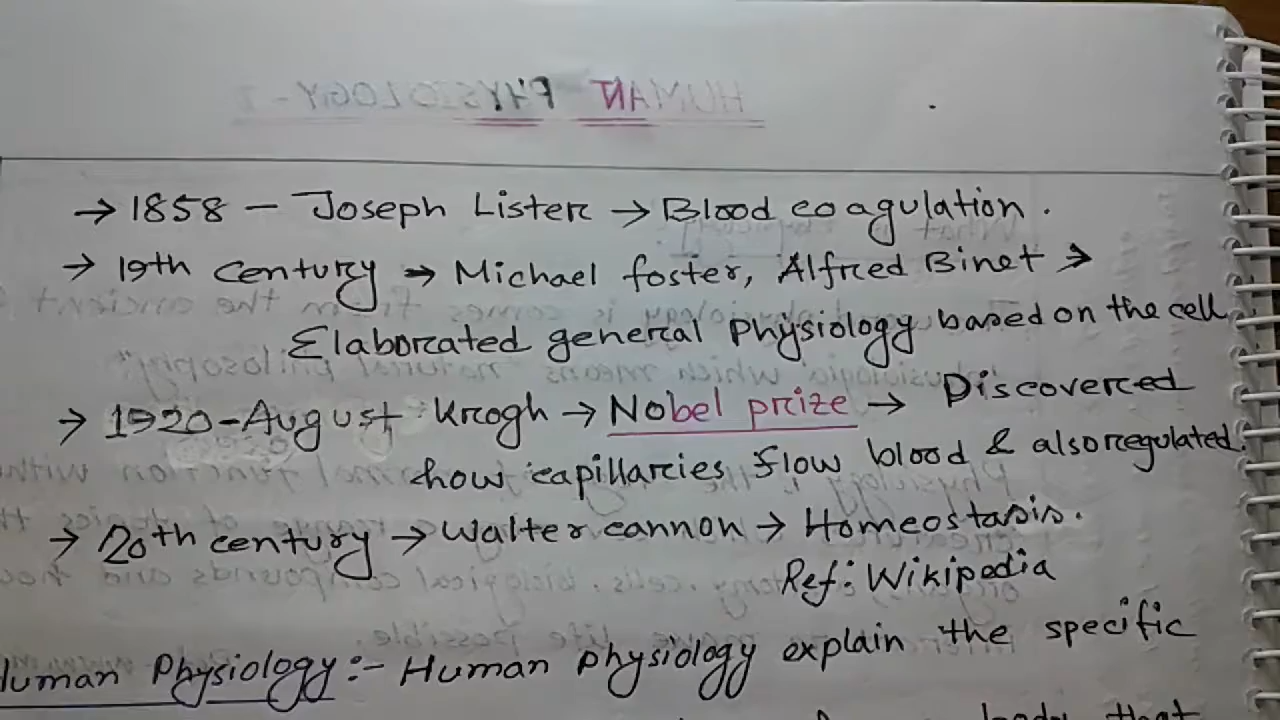 → 1858 – Joseph Lister → Blood coagulation.
→ 19th century → Michael foster, Alfred Binet →
Elaborated general Physiology based on the cell
→ 1920-August Krogh → Nobel prize → Discovered
how capillaries flow blood & also regulated.
→ 20th century → Walter cannon → Homeostasis.
Ref: Wikipedia
Human Physiology:- Human physiology explain the specific
body that